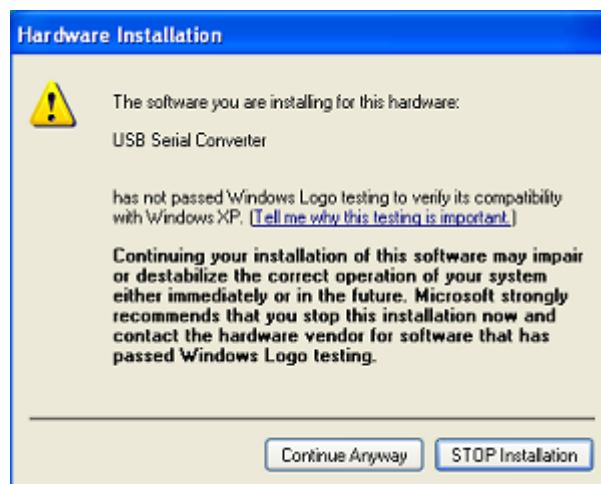 Hardware Installation
The software you are installing for this hardware:
USB Serial Converter
has not passed Windows Logo testing to verify its compatibility
with Windows XP. (Tell me why this testing is important.)
Continuing your installation of this software may impair
or destabilize the correct operation of your system
either immediately or in the future. Microsoft strongly
recommends that you stop this installation now and
contact the hardware vendor for software that has
passed Windows Logo testing.
Continue Anyway STOP Installation